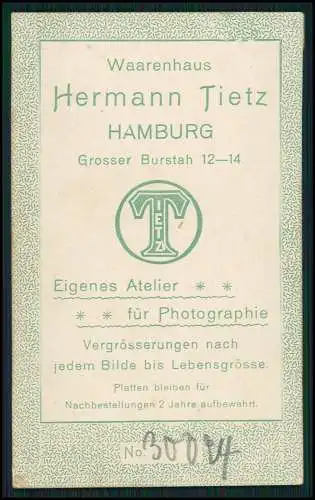 Waarenhaus
Hermann Tietz
HAMBURG
Grosser Burstah 12—14
TIETZ
Eigenes Atelier * *
* * für Photographie
Vergrösserungen nach
jedem Bilde bis Lebensgrösse.
Platten bleiben für
Nachbestellungen 2 Jahre aufbewahrt.
No.